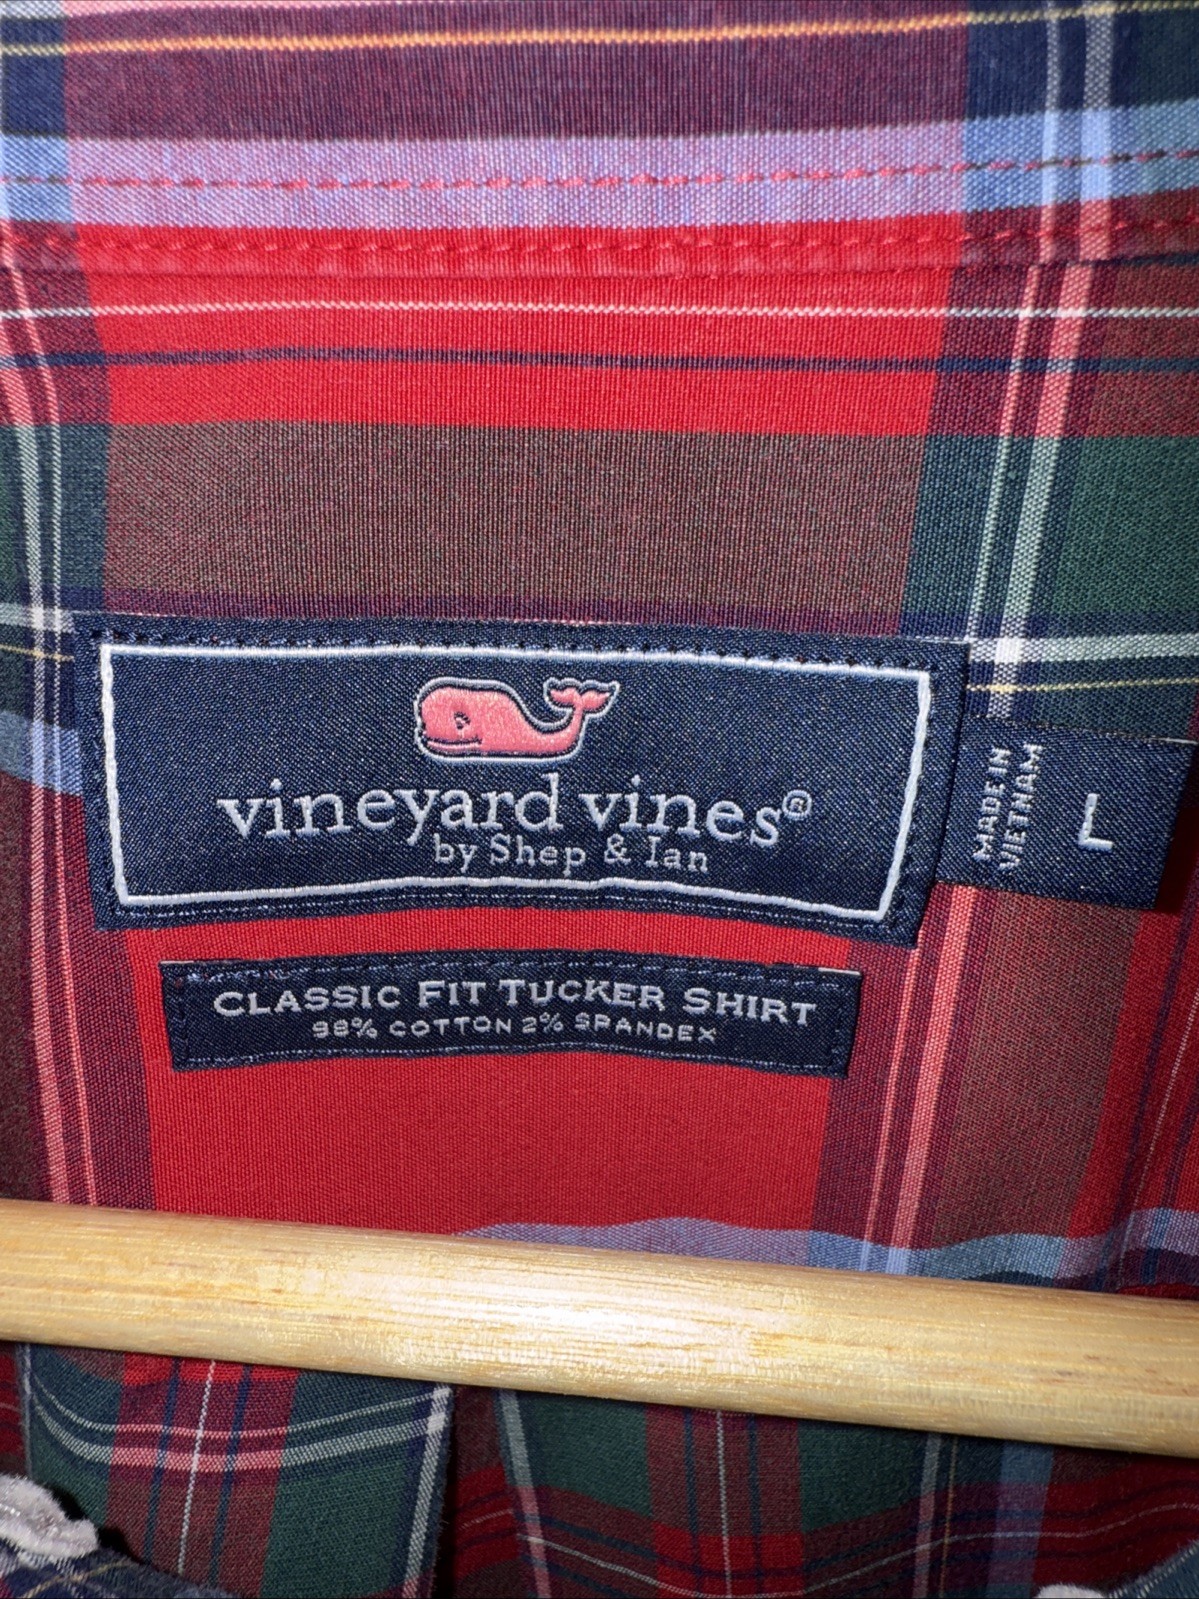 vineyard vines®
by Shep & Ian
MADE IN
VIETNAM
L
CLASSIC FIT TUCKER SHIRT
98% COTTON 2% SPANDEX